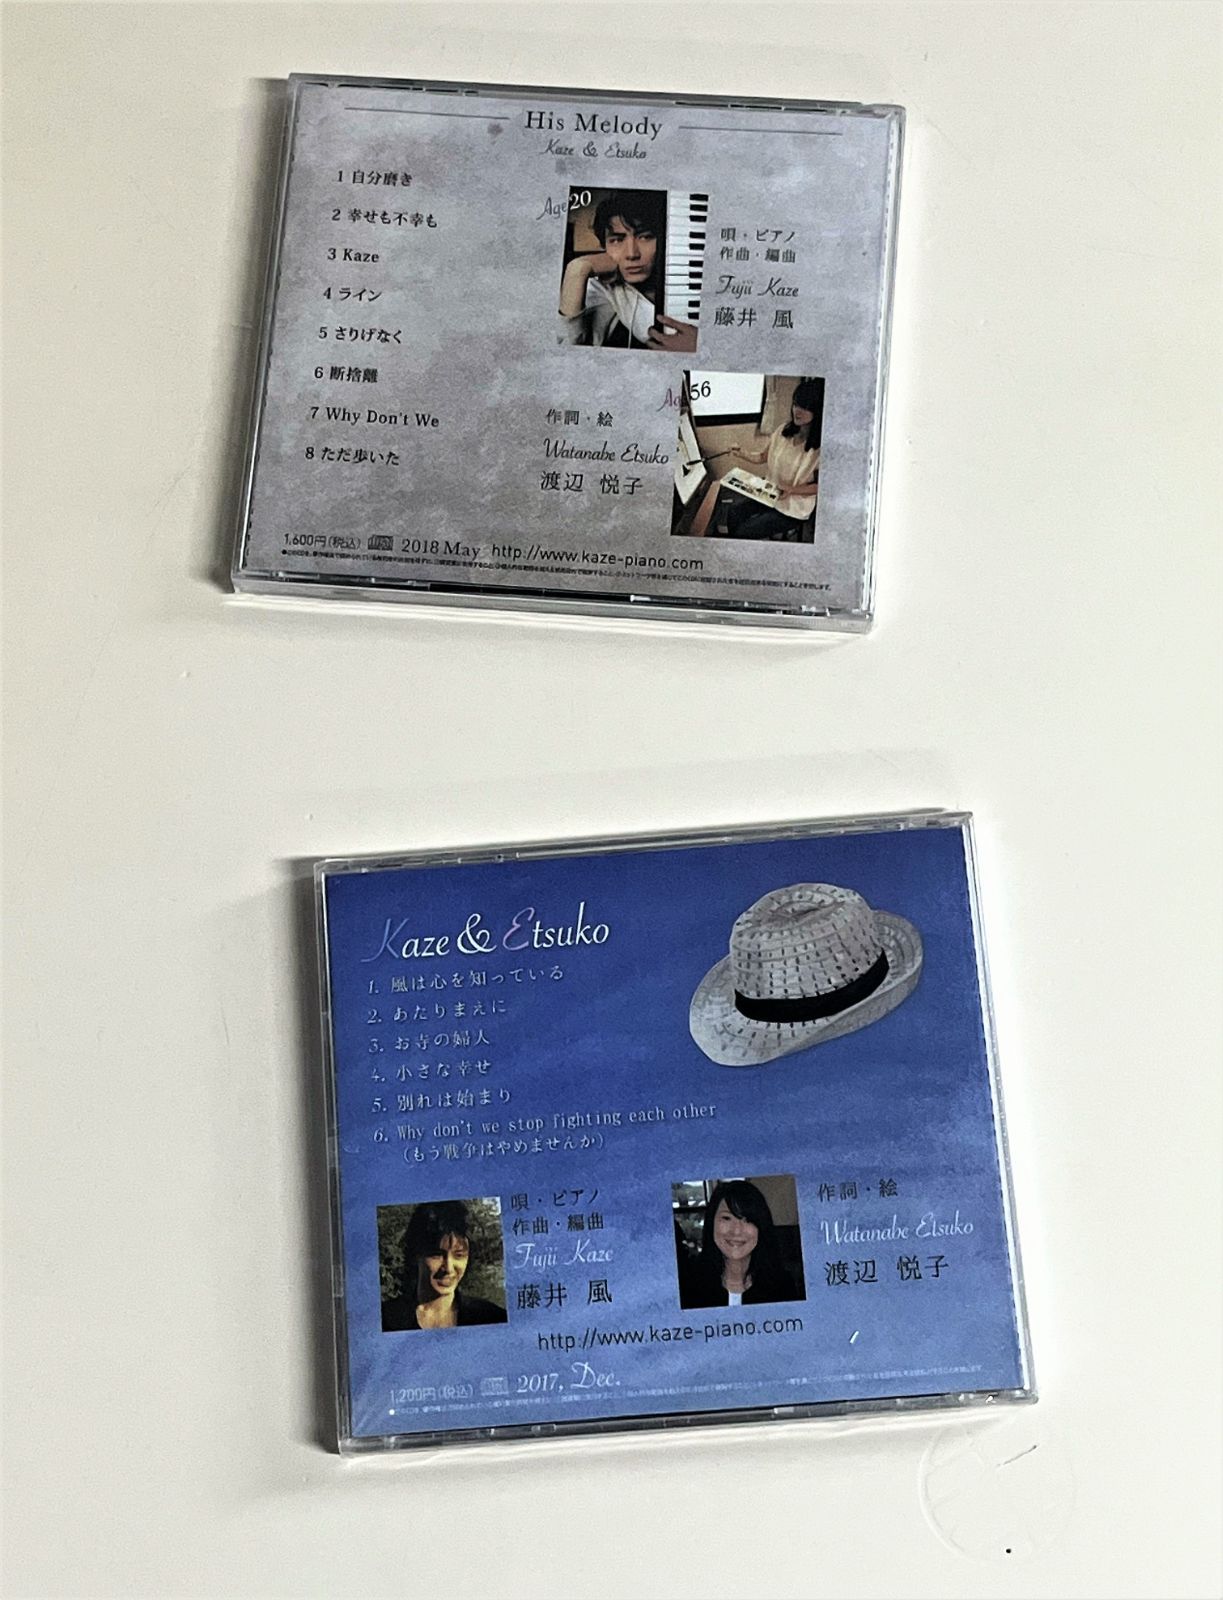 His Melody
Kaze & Etsuko
1 自分磨き
2 幸せも不幸も
3 Kaze
4 ライン
5 さりげなく
6 断捨離
7 Why Don't We
8 ただ歩いた
Age 20
唄・ピアノ
作曲・編曲
Fujii Kaze
藤井 風
Age 56
作詞・絵
Watanabe Etsuko
渡辺 悦子
1,600円(税込) 2018 May http://www.kaze-piano.com
Kaze & Etsuko
1. 風は心を知っている
2. あたりまえに
3. お寺の婦人
4. 小さな幸せ
5. 別れは始まり
6. Why don't we stop fighting each other
(もう戦争はやめませんか)
唄・ピアノ
作曲・編曲
Fujii Kaze
藤井 風
作詞・絵
Watanabe Etsuko
渡辺 悦子
http://www.kaze-piano.com
1,200円(税込) 2017, Dec.